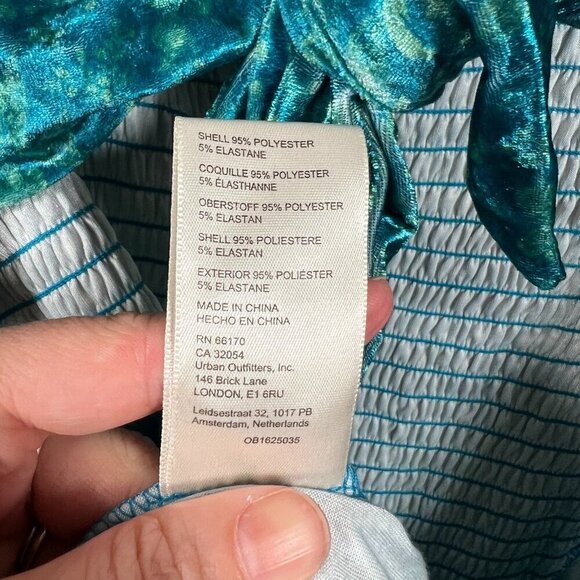 SHELL 95% POLYESTER
5% ELASTANE
COQUILLE 95% POLYESTER
5% ÉLASTHANNE
OBERSTOFF 95% POLYESTER
5% ELASTAN
SHELL 95% POLIESTERE
5% ELASTANE
EXTERIOR 95% POLIÉSTER
5% ELASTANE
MADE IN CHINA
HECHO EN CHINA
RN 66170
CA 32054
Urban Outfitters, Inc.
146 Brick Lane
LONDON, E1 6RU
Leidsestraat 32, 1017 PB
Amsterdam, Netherlands
OB1625035